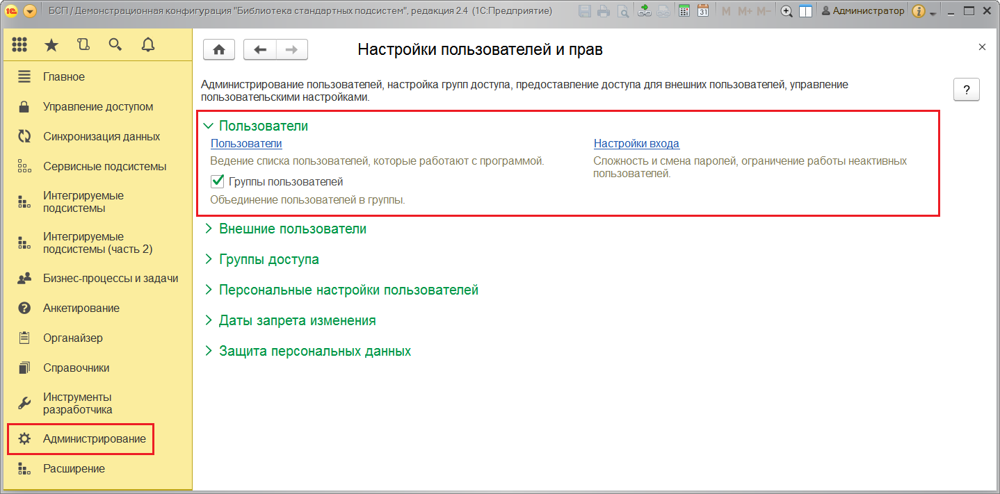 1С БСП / Демонстрационная конфигурация "Библиотека стандартных подсистем", редакция 2.4 (1С:Предприятие) 31 M M+ M- Администратор i
Настройки пользователей и прав
Главное
Управление доступом
Синхронизация данных
Сервисные подсистемы
Интегрируемые
подсистемы
Интегрируемые
подсистемы (часть 2)
Бизнес-процессы и задачи
Анкетирование
Органайзер
Справочники
Инструменты
разработчика
Администрирование
Расширение
Администрирование пользователей, настройка групп доступа, предоставление доступа для внешних пользователей, управление
пользовательскими настройками.
?
Пользователи
Пользователи
Ведение списка пользователей, которые работают с программой.
Группы пользователей
Объединение пользователей в группы.
Настройки входа
Сложность и смена паролей, ограничение работы неактивных
пользователей.
Внешние пользователи
Группы доступа
Персональные настройки пользователей
Даты запрета изменения
Защита персональных данных